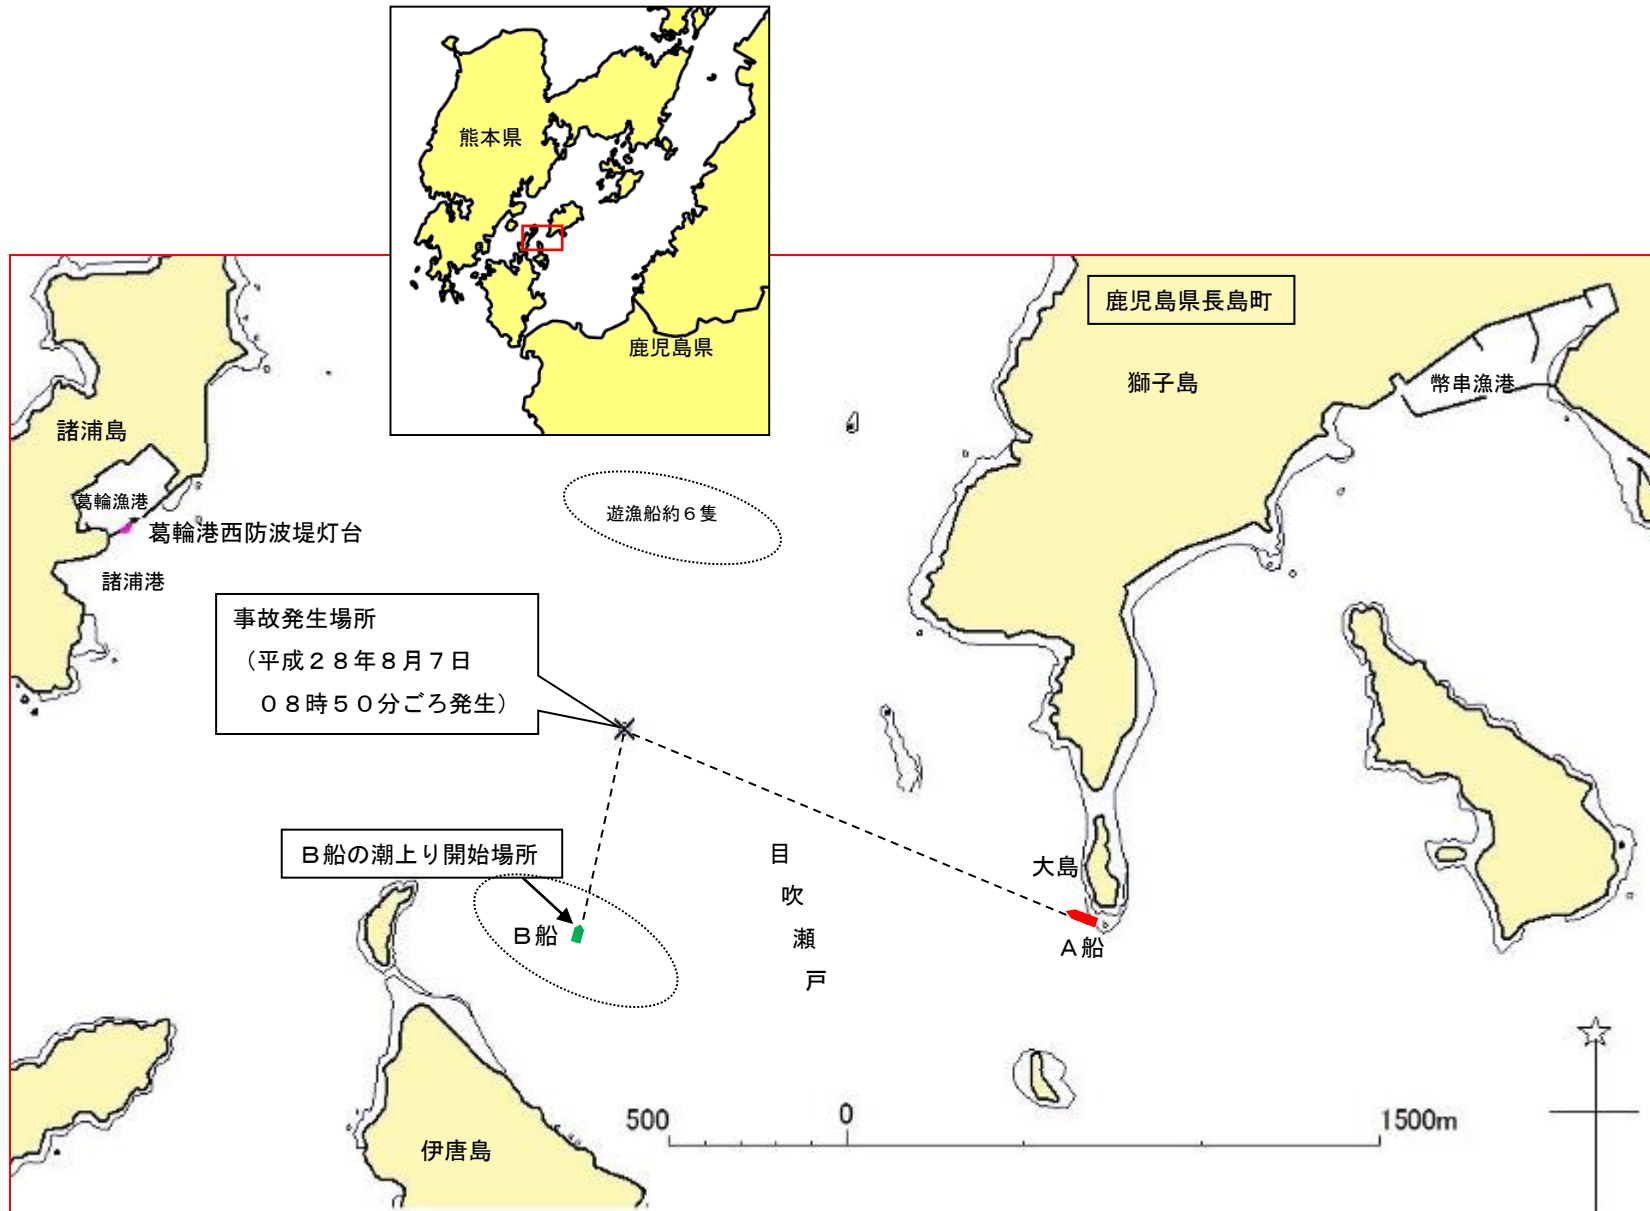 熊本県
鹿児島県
鹿児島県長島町
獅子島
幣串漁港
諸浦島
葛輪漁港
葛輪港西防波堤灯台
諸浦港
遊漁船約６隻
事故発生場所
（平成２８年８月７日
０８時５０分ごろ発生）
Ｂ船の潮上り開始場所
Ｂ船
目
吹
瀬
戸
大島
Ａ船
伊唐島
500
0
1500m